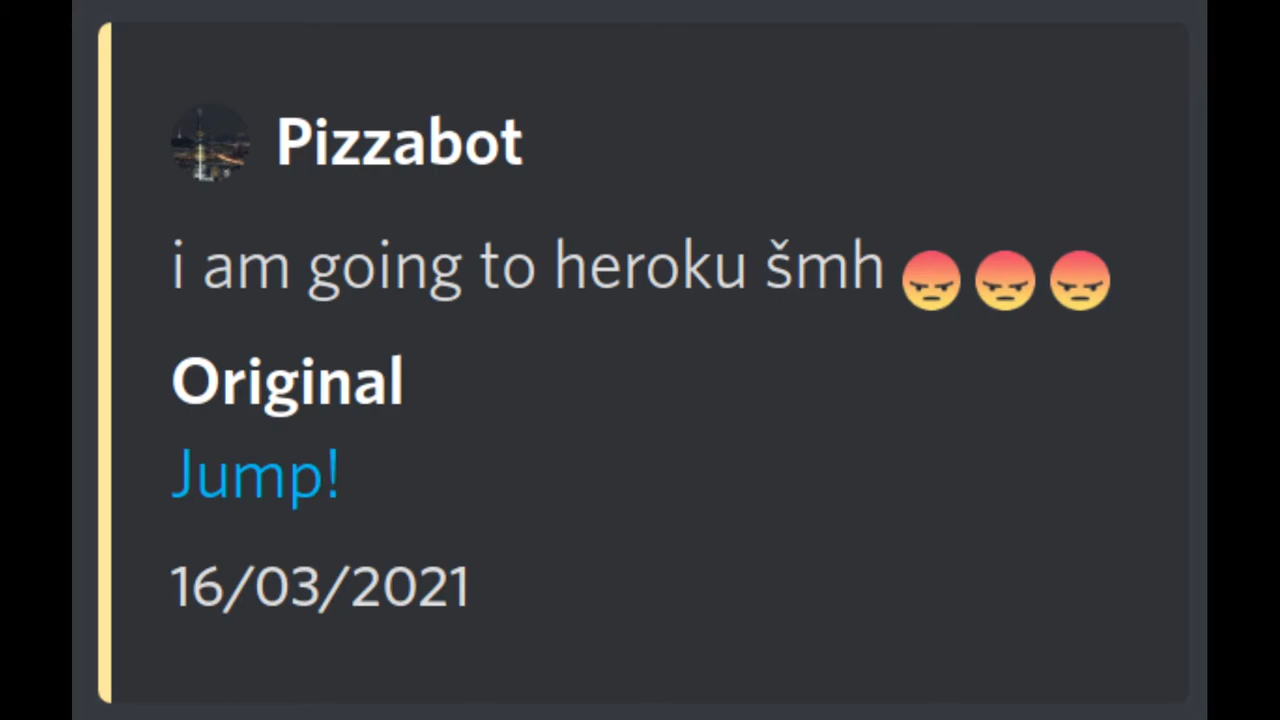 Pizzabot
i am going to heroku šmh 😡😡😡
Original
Jump!
16/03/2021